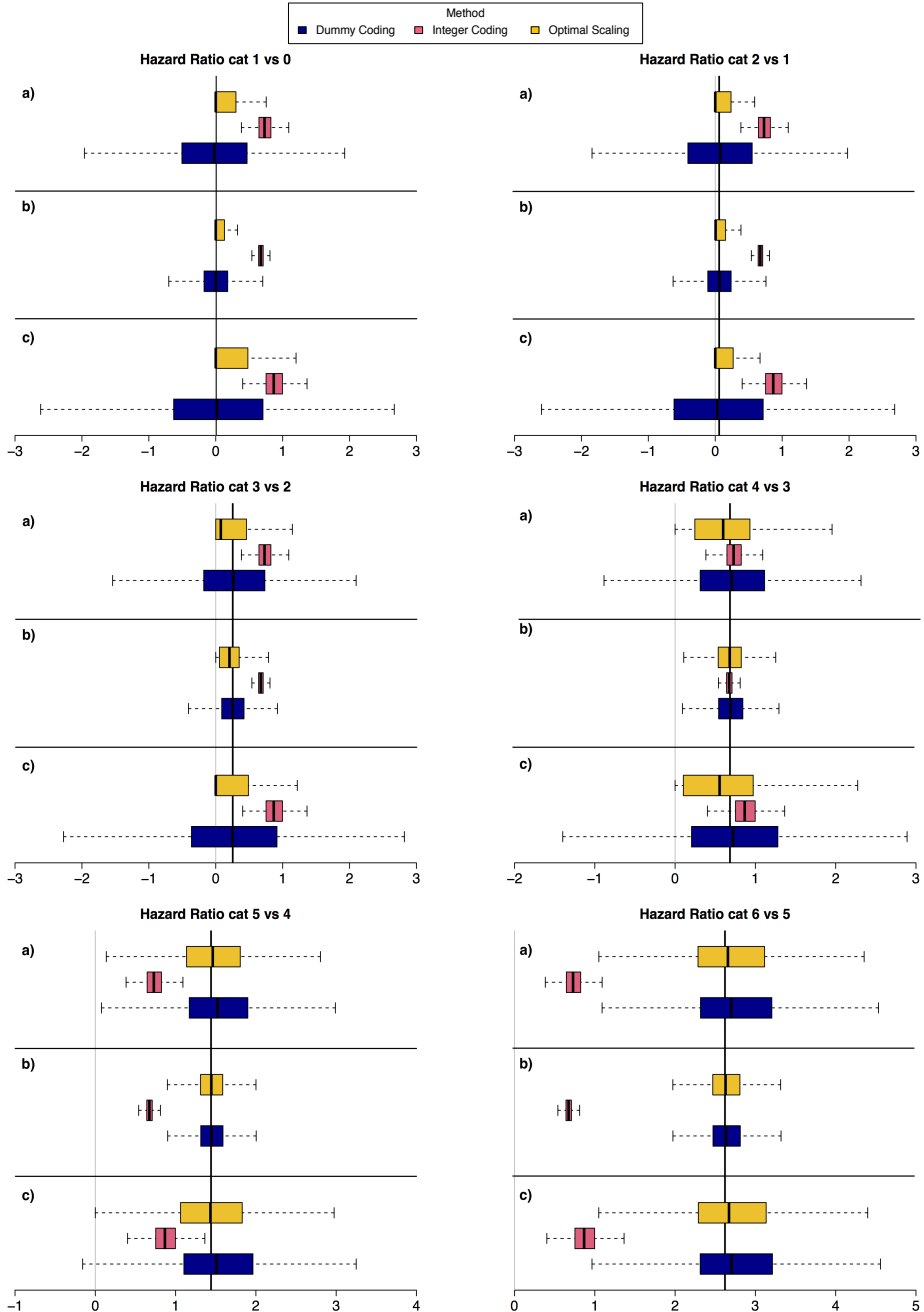 Method
Dummy Coding Integer Coding Optimal Scaling
Hazard Ratio cat 1 vs 0
a)
b)
c)
−3 −2 −1 0 1 2 3
Hazard Ratio cat 2 vs 1
a)
b)
c)
−3 −2 −1 0 1 2 3
Hazard Ratio cat 3 vs 2
a)
b)
c)
−3 −2 −1 0 1 2 3
Hazard Ratio cat 4 vs 3
a)
b)
c)
−2 −1 0 1 2 3
Hazard Ratio cat 5 vs 4
a)
b)
c)
−1 0 1 2 3 4
Hazard Ratio cat 6 vs 5
a)
b)
c)
0 1 2 3 4 5